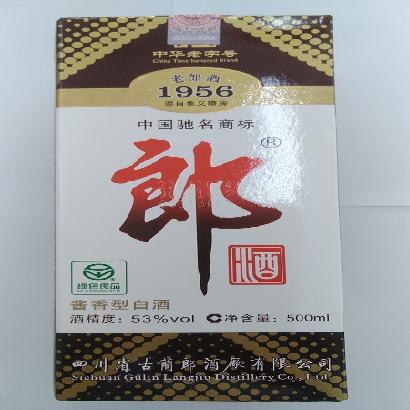 中华老字号
China Time-honored Brand
老郎酒
1956
源自集义糟房
中国驰名商标
郎®
酒
绿色食品
酱香型白酒
酒精度：53%vol
净含量：500ml
四川省古蔺郎酒厂有限公司
Sichuan Gulin Langjiu Distillery Co., Ltd.